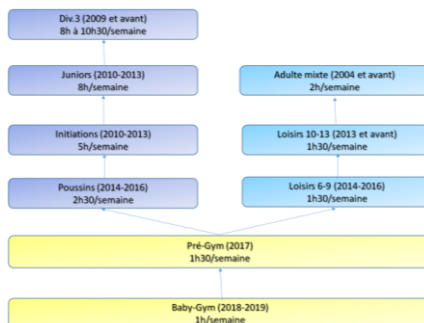 Div.3 (2009 et avant)
8h à 10h30/semaine
Juniors (2010-2013)
8h/semaine
Adulte mixte (2004 et avant)
2h/semaine
Initiations (2010-2013)
5h/semaine
Loisirs 10-13 (2013 et avant)
1h30/semaine
Poussins (2014-2016)
2h30/semaine
Loisirs 6-9 (2014-2016)
1h30/semaine
Pré-Gym (2017)
1h30/semaine
Baby-Gym (2018-2019)
1h/semaine